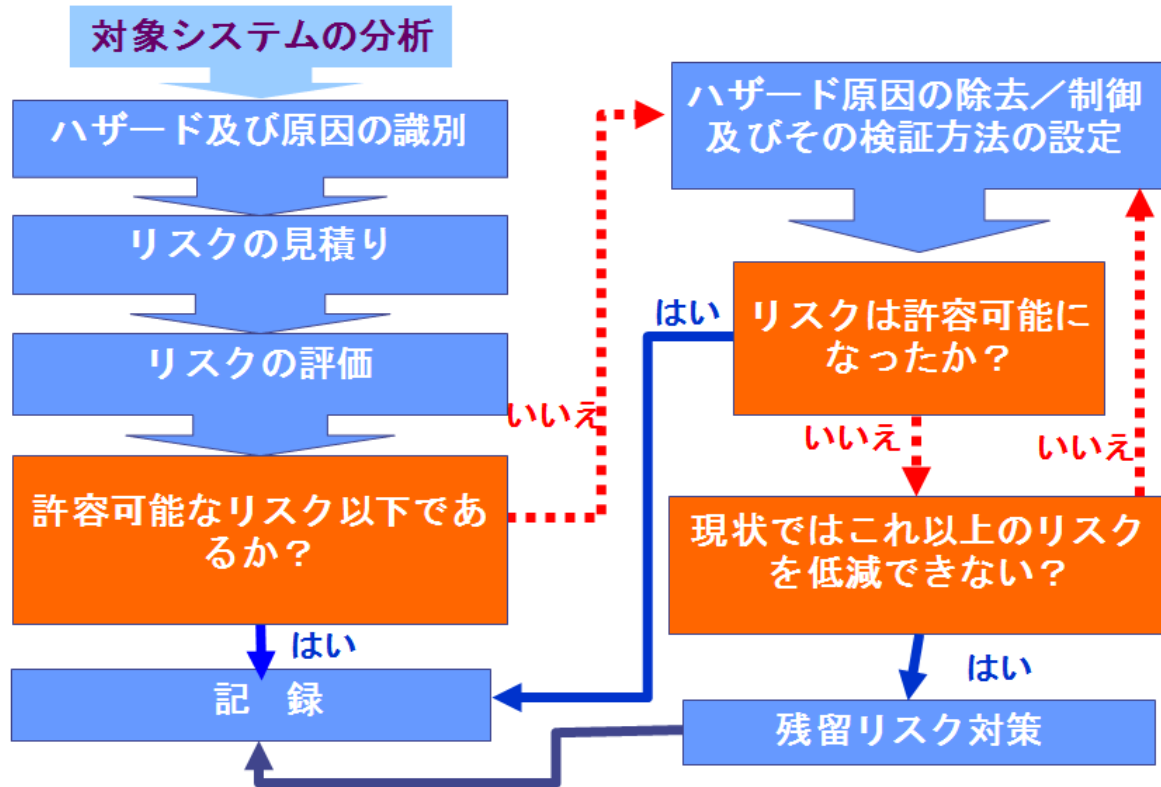 対象システムの分析
ハザード及び原因の識別
リスクの見積り
リスクの評価
いいえ
許容可能なリスク以下であ
るか？
はい
記　録
ハザード原因の除去／制御
及びその検証方法の設定
はい
リスクは許容可能に
なったか？
いいえ
いいえ
現状ではこれ以上のリスク
を低減できない？
はい
残留リスク対策